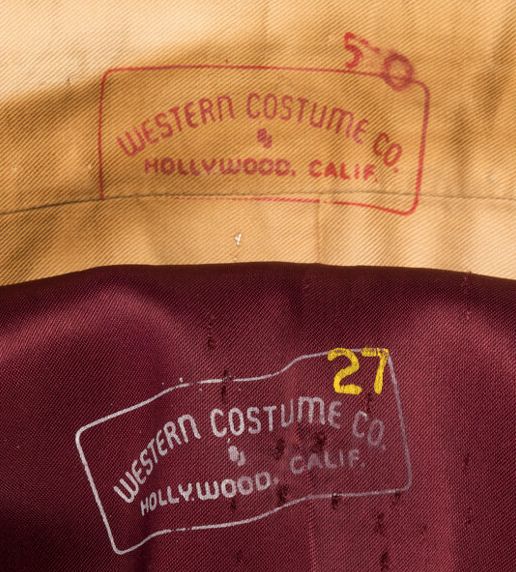 50
WESTERN COSTUME CO.
HOLLYWOOD, CALIF.
27
WESTERN COSTUME CO.
HOLLYWOOD, CALIF.